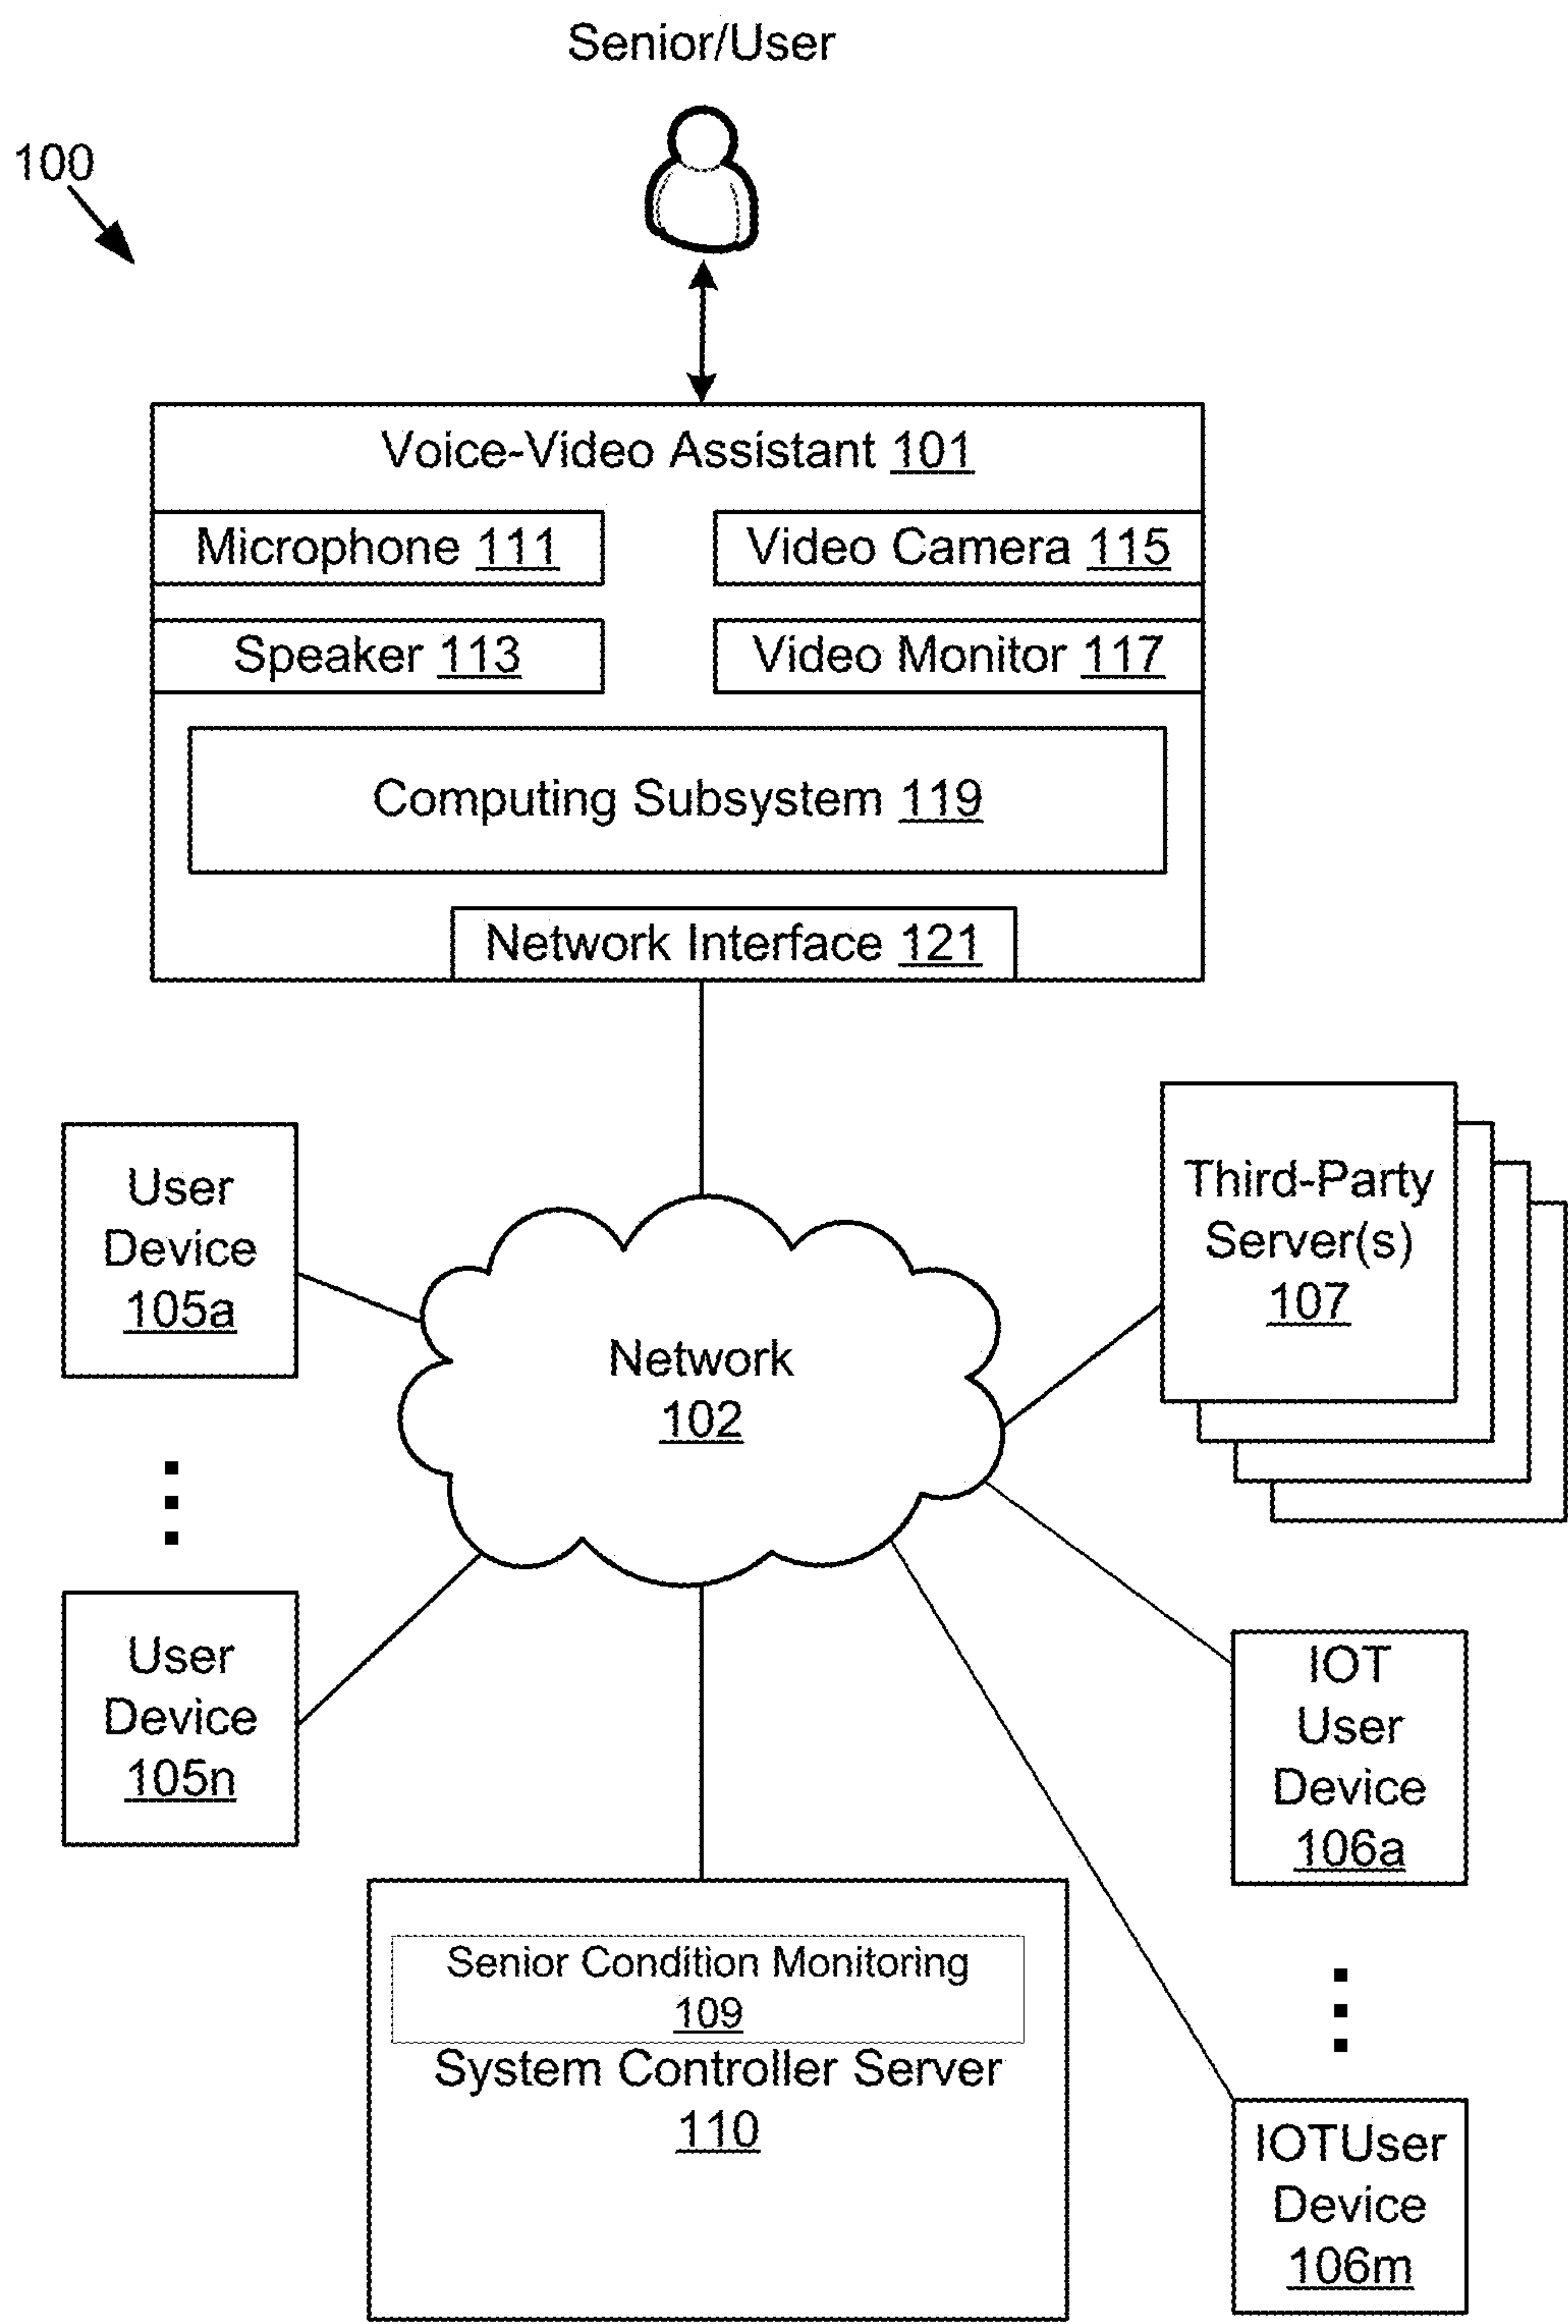 Senior/User
100
Voice-Video Assistant 101
Microphone 111
Video Camera 115
Speaker 113
Video Monitor 117
Computing Subsystem 119
Network Interface 121
User
Device
105a
Third-Party
Server(s)
107
Network
102
User
Device
105n
IOT
User
Device
106a
Senior Condition Monitoring
109
System Controller Server
110
IOTUser
Device
106m